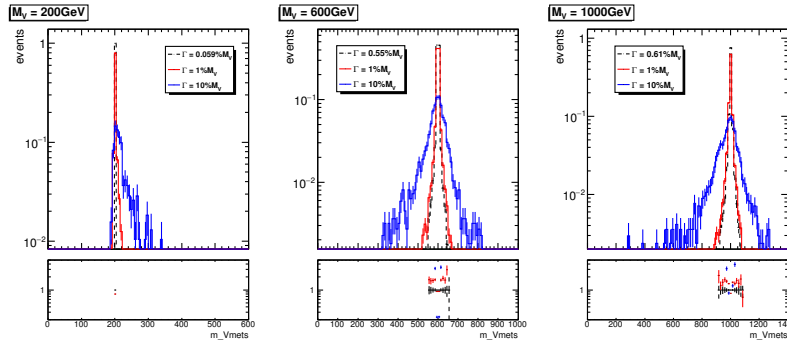 M_V = 200GeV
events
1
10^-1
10^-2
Γ = 0.059%M_V
Γ = 1%M_V
Γ = 10%M_V
1
0 100 200 300 400 500 600
m_Vmets
M_V = 600GeV
events
1
10^-1
10^-2
Γ = 0.55%M_V
Γ = 1%M_V
Γ = 10%M_V
1
0 100 200 300 400 500 600 700 800 900 1000
m_Vmets
M_V = 1000GeV
events
1
10^-1
10^-2
Γ = 0.61%M_V
Γ = 1%M_V
Γ = 10%M_V
1
0 200 400 600 800 1000 1200 140
m_Vmets